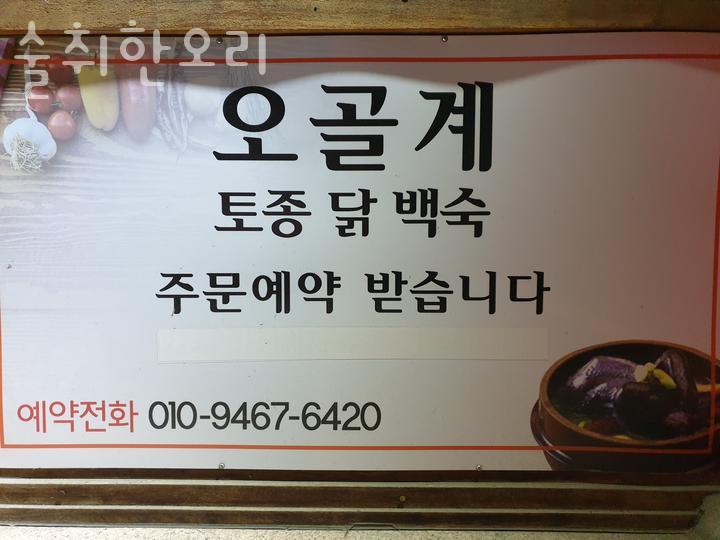 술취한오리
오골계
토종 닭 백숙
주문예약 받습니다
예약전화 010-9467-6420